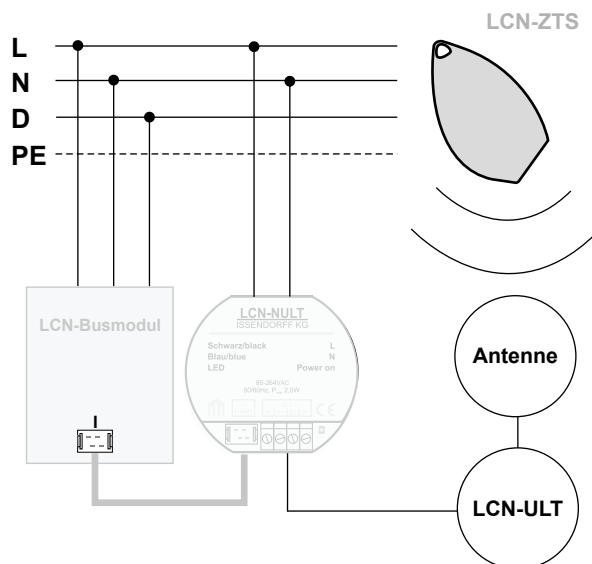 LCN-ZTS
L
N
D
PE
LCN-Busmodul
I
LCN-NULT
ISSENDORFF KG
Schwarz/black L
Blau/blue N
LED Power on
85-264VAC
50/60Hz, P 2,0W
CE
Antenne
LCN-ULT